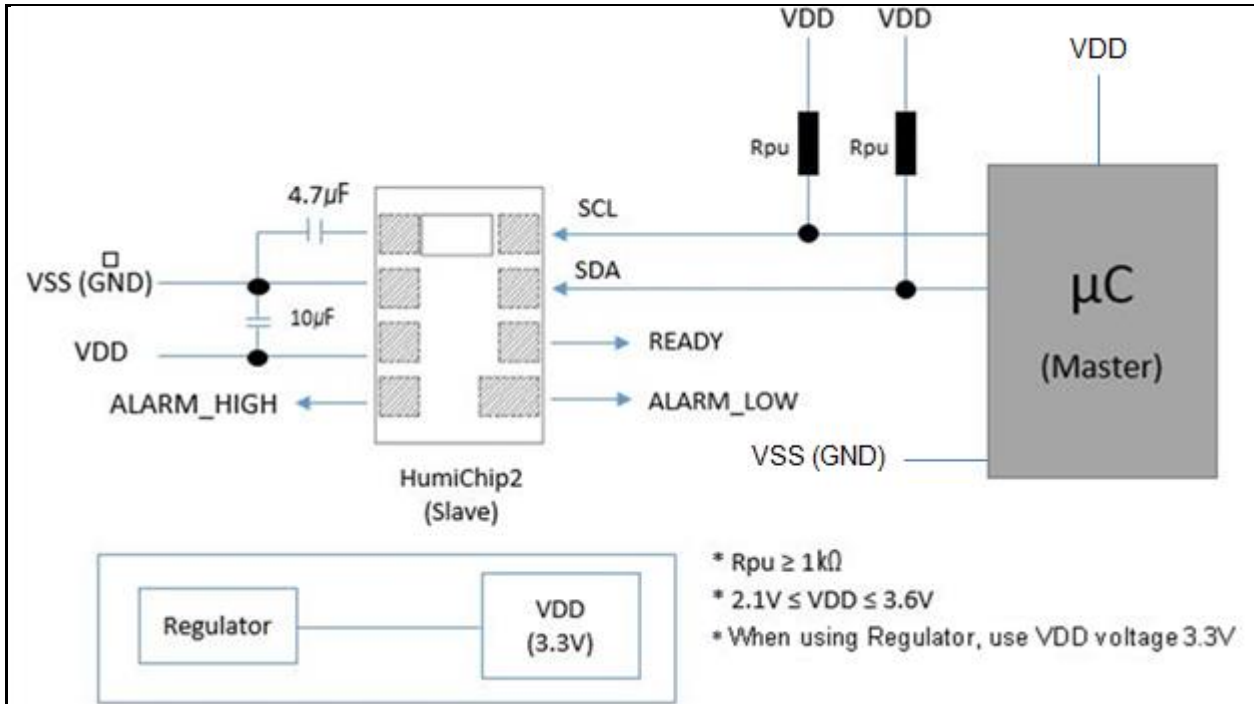 VDD VDD
VDD
Rpu Rpu
4.7µF
SCL
VSS (GND)
SDA
10µF
µC
(Master)
VDD
READY
ALARM_HIGH
ALARM_LOW
VSS (GND)
HumiChip2
(Slave)
Regulator
VDD
(3.3V)
* Rpu ≥ 1kΩ
* 2.1V ≤ VDD ≤ 3.6V
* When using Regulator, use VDD voltage 3.3V